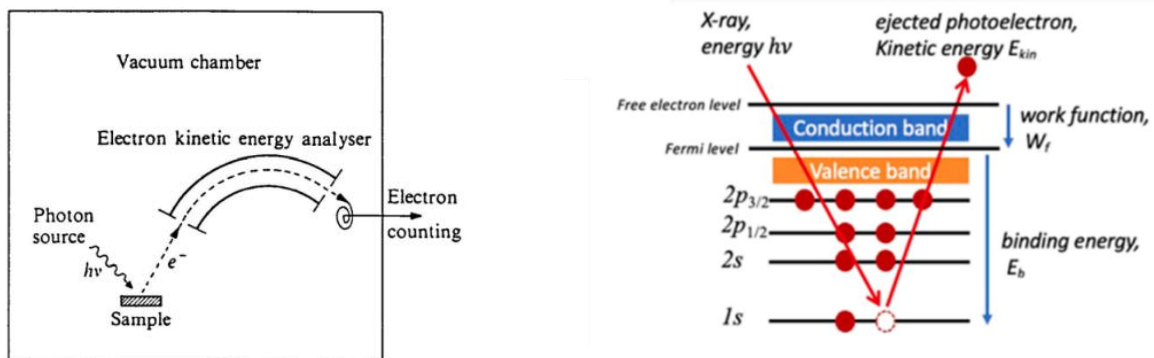 Vacuum chamber
Electron kinetic energy analyser
Photon
source
hν
e⁻
Sample
Electron
counting
X-ray,
energy hν
ejected photoelectron,
Kinetic energy E_kin
Free electron level
Conduction band
work function,
W_f
Fermi level
Valence band
2p_3/2
2p_1/2
2s
1s
binding energy,
E_b